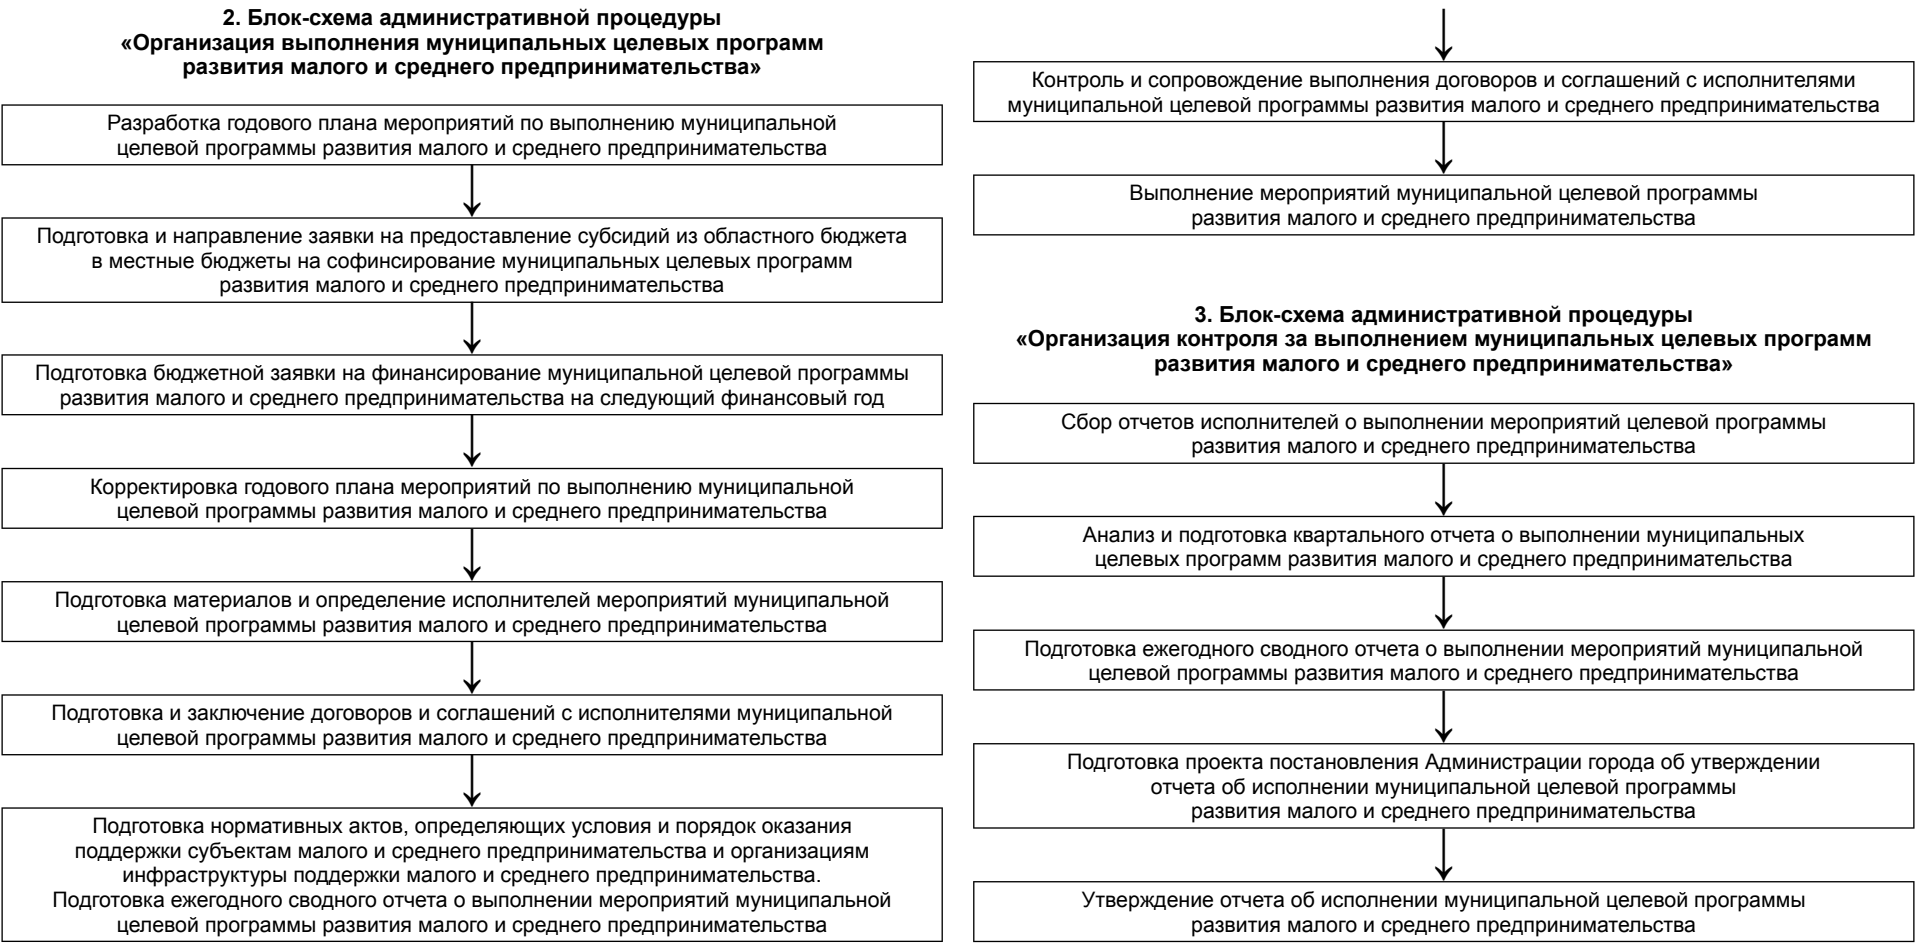 2. Блок-схема административной процедуры
«Организация выполнения муниципальных целевых программ
развития малого и среднего предпринимательства»
Разработка годового плана мероприятий по выполнению муниципальной
целевой программы развития малого и среднего предпринимательства
Подготовка и направление заявки на предоставление субсидий из областного бюджета
в местные бюджеты на софинсирование муниципальных целевых программ
развития малого и среднего предпринимательства
Подготовка бюджетной заявки на финансирование муниципальной целевой программы
развития малого и среднего предпринимательства на следующий финансовый год
Корректировка годового плана мероприятий по выполнению муниципальной
целевой программы развития малого и среднего предпринимательства
Подготовка материалов и определение исполнителей мероприятий муниципальной
целевой программы развития малого и среднего предпринимательства
Подготовка и заключение договоров и соглашений с исполнителями муниципальной
целевой программы развития малого и среднего предпринимательства
Подготовка нормативных актов, определяющих условия и порядок оказания
поддержки субъектам малого и среднего предпринимательства и организациям
инфраструктуры поддержки малого и среднего предпринимательства.
Подготовка ежегодного сводного отчета о выполнении мероприятий муниципальной
целевой программы развития малого и среднего предпринимательства
Контроль и сопровождение выполнения договоров и соглашений с исполнителями
муниципальной целевой программы развития малого и среднего предпринимательства
Выполнение мероприятий муниципальной целевой программы
развития малого и среднего предпринимательства
3. Блок-схема административной процедуры
«Организация контроля за выполнением муниципальных целевых программ
развития малого и среднего предпринимательства»
Сбор отчетов исполнителей о выполнении мероприятий целевой программы
развития малого и среднего предпринимательства
Анализ и подготовка квартального отчета о выполнении муниципальных
целевых программ развития малого и среднего предпринимательства
Подготовка ежегодного сводного отчета о выполнении мероприятий муниципальной
целевой программы развития малого и среднего предпринимательства
Подготовка проекта постановления Администрации города об утверждении
отчета об исполнении муниципальной целевой программы
развития малого и среднего предпринимательства
Утверждение отчета об исполнении муниципальной целевой программы
развития малого и среднего предпринимательства